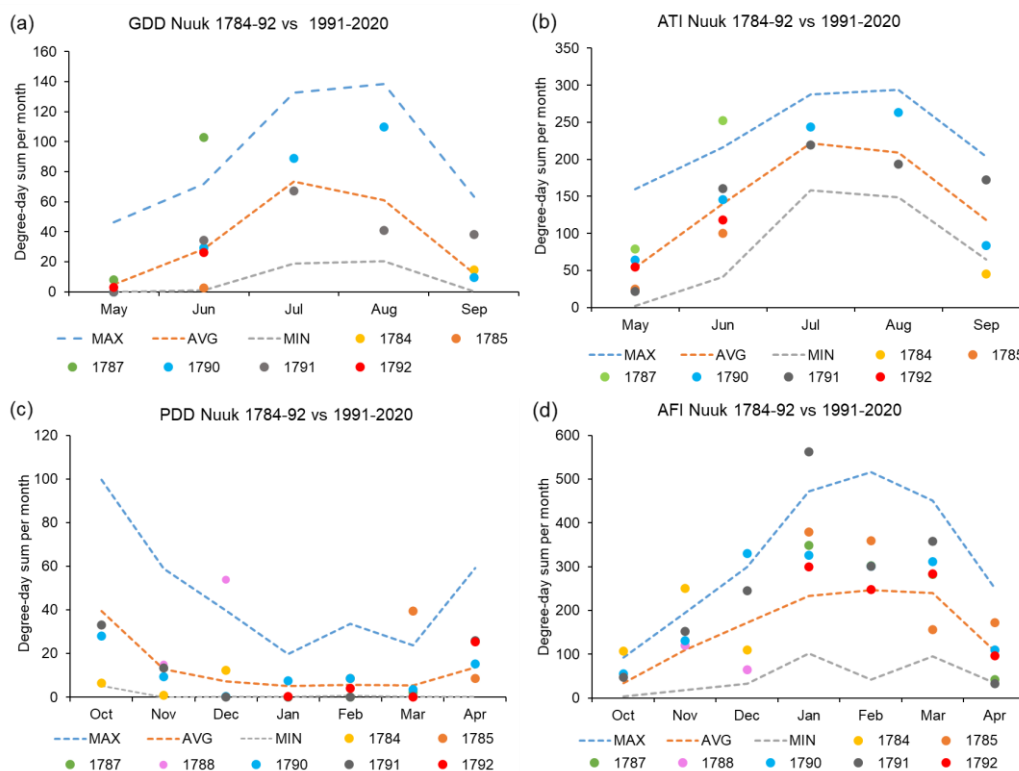 (a) GDD Nuuk 1784-92 vs 1991-2020
Degree-day sum per month
160
140
120
100
80
60
40
20
0
May Jun Jul Aug Sep
MAX AVG MIN 1784 1785
1787 1790 1791 1792
(b) ATI Nuuk 1784-92 vs 1991-2020
Degree-day sum per month
350
300
250
200
150
100
50
0
May Jun Jul Aug Sep
MAX AVG MIN 1784 1785
1787 1790 1791 1792
(c) PDD Nuuk 1784-92 vs 1991-2020
Degree-day sum per month
120
100
80
60
40
20
0
Oct Nov Dec Jan Feb Mar Apr
MAX AVG MIN 1784 1785
1787 1788 1790 1791 1792
(d) AFI Nuuk 1784-92 vs 1991-2020
Degree-day sum per month
600
500
400
300
200
100
0
Oct Nov Dec Jan Feb Mar Apr
MAX AVG MIN 1784 1785
1787 1788 1790 1791 1792